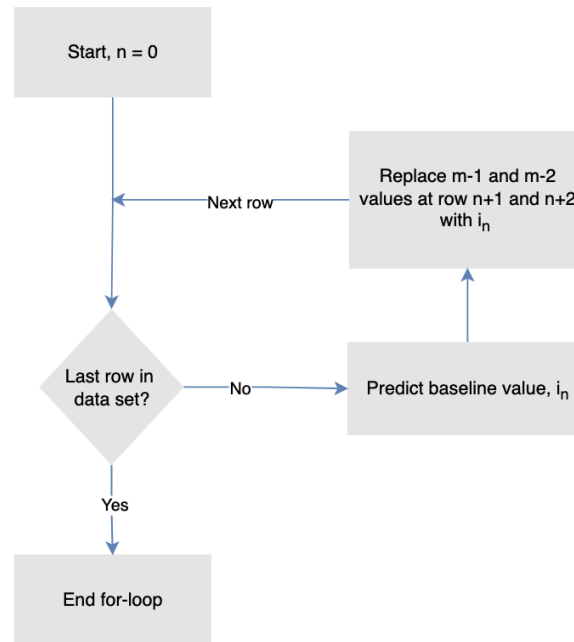 Start, n = 0
Replace m-1 and m-2
values at row n+1 and n+2
with iₙ
Next row
Last row in
data set?
No
Predict baseline value, iₙ
Yes
End for-loop